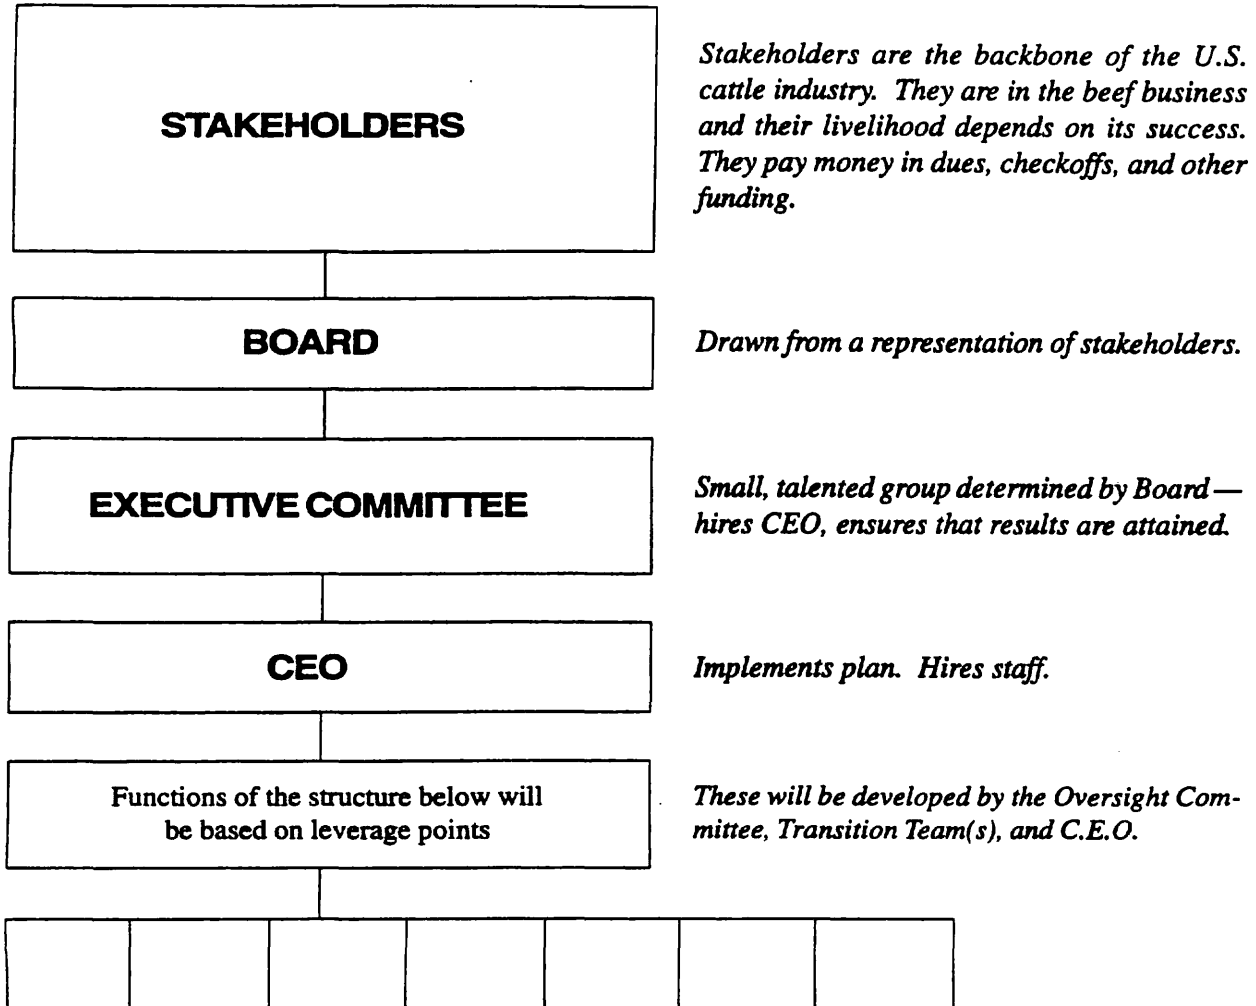 STAKEHOLDERS
Stakeholders are the backbone of the U.S.
cattle industry. They are in the beef business
and their livelihood depends on its success.
They pay money in dues, checkoffs, and other
funding.
BOARD
Drawn from a representation of stakeholders.
EXECUTIVE COMMITTEE
Small, talented group determined by Board —
hires CEO, ensures that results are attained.
CEO
Implements plan. Hires staff.
Functions of the structure below will
be based on leverage points
These will be developed by the Oversight Com-
mittee, Transition Team(s), and C.E.O.